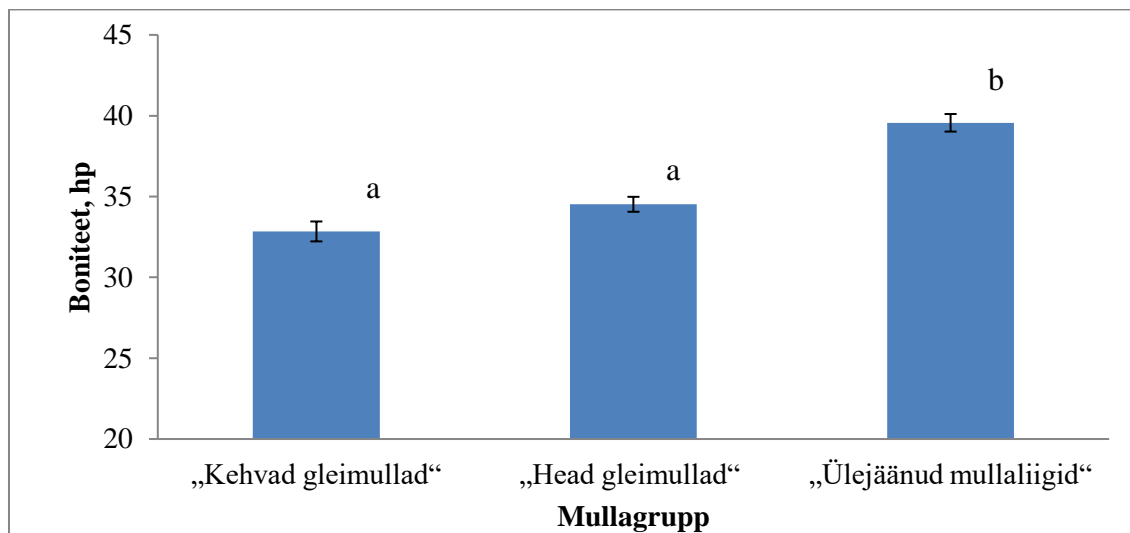 45
40
35
30
25
20
Boniteet, hp
a
a
b
„Kehvad gleimullad“
„Head gleimullad“
„Ülejäänud mullaliigid“
Mullagrupp